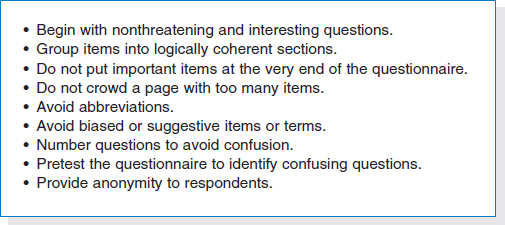 • Begin with nonthreatening and interesting questions.
• Group items into logically coherent sections.
• Do not put important items at the very end of the questionnaire.
• Do not crowd a page with too many items.
• Avoid abbreviations.
• Avoid biased or suggestive items or terms.
• Number questions to avoid confusion.
• Pretest the questionnaire to identify confusing questions.
• Provide anonymity to respondents.